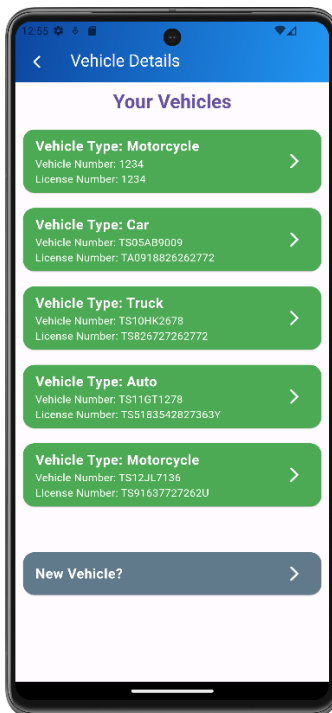 12:55
Vehicle Details
Your Vehicles
Vehicle Type: Motorcycle
Vehicle Number: 1234
License Number: 1234
Vehicle Type: Car
Vehicle Number: TS05AB9009
License Number: TA0918826262772
Vehicle Type: Truck
Vehicle Number: TS10HK2678
License Number: TS826727262772
Vehicle Type: Auto
Vehicle Number: TS11GT1278
License Number: TS5183542827363Y
Vehicle Type: Motorcycle
Vehicle Number: TS12JL7136
License Number: TS91637727262U
New Vehicle?